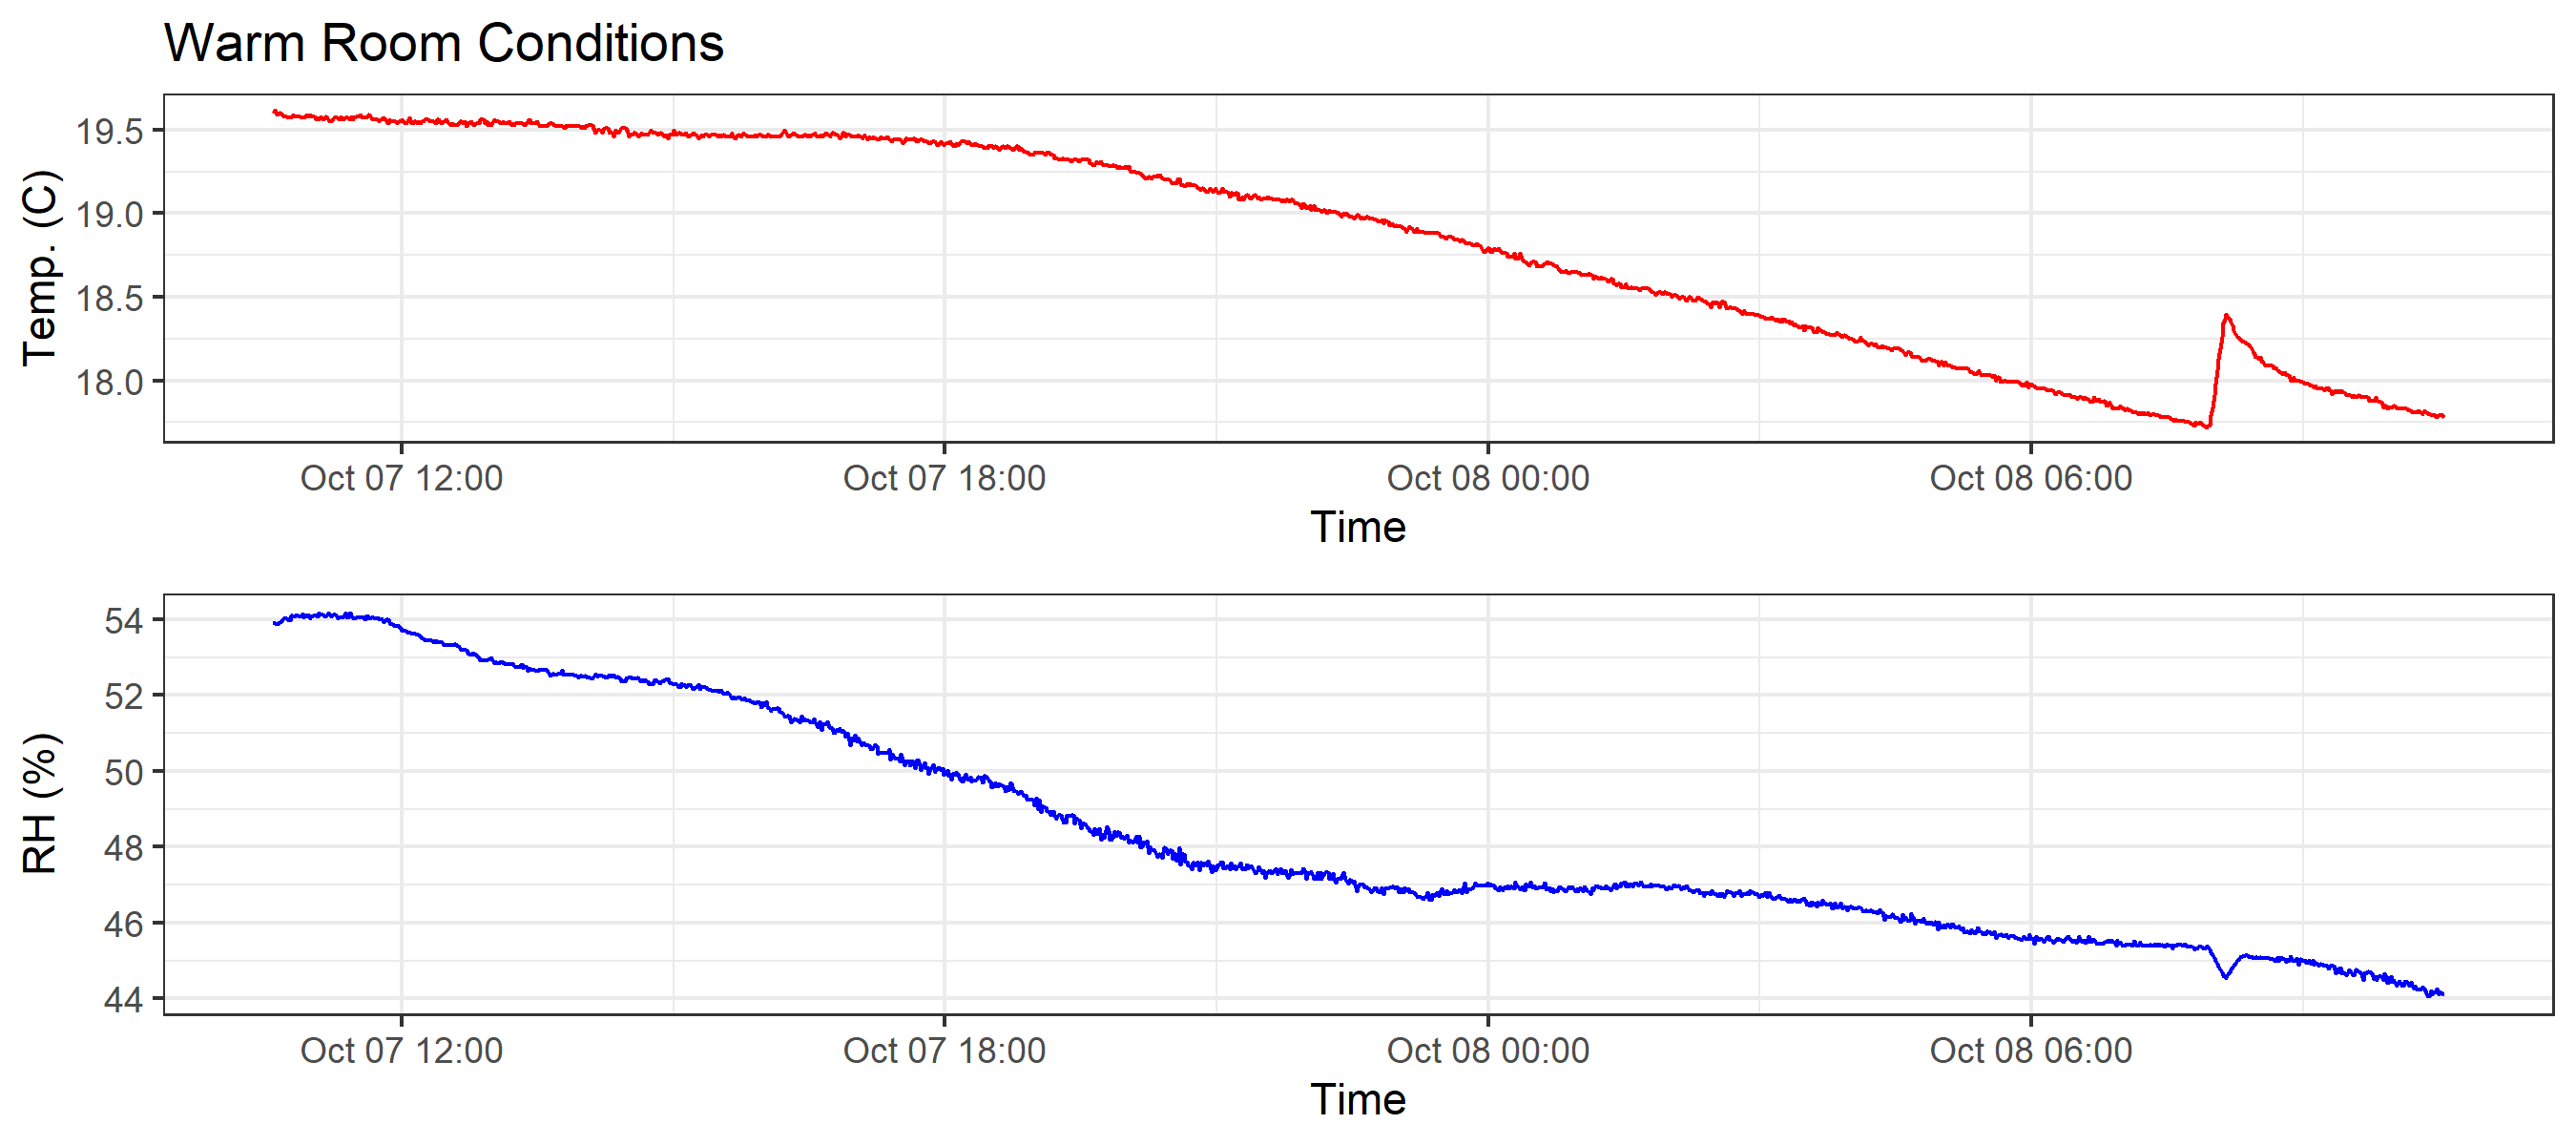 Warm Room Conditions
Temp. (C)
19.5
19.0
18.5
18.0
Oct 07 12:00 Oct 07 18:00 Oct 08 00:00 Oct 08 06:00
Time
RH (%)
54
52
50
48
46
44
Oct 07 12:00 Oct 07 18:00 Oct 08 00:00 Oct 08 06:00
Time